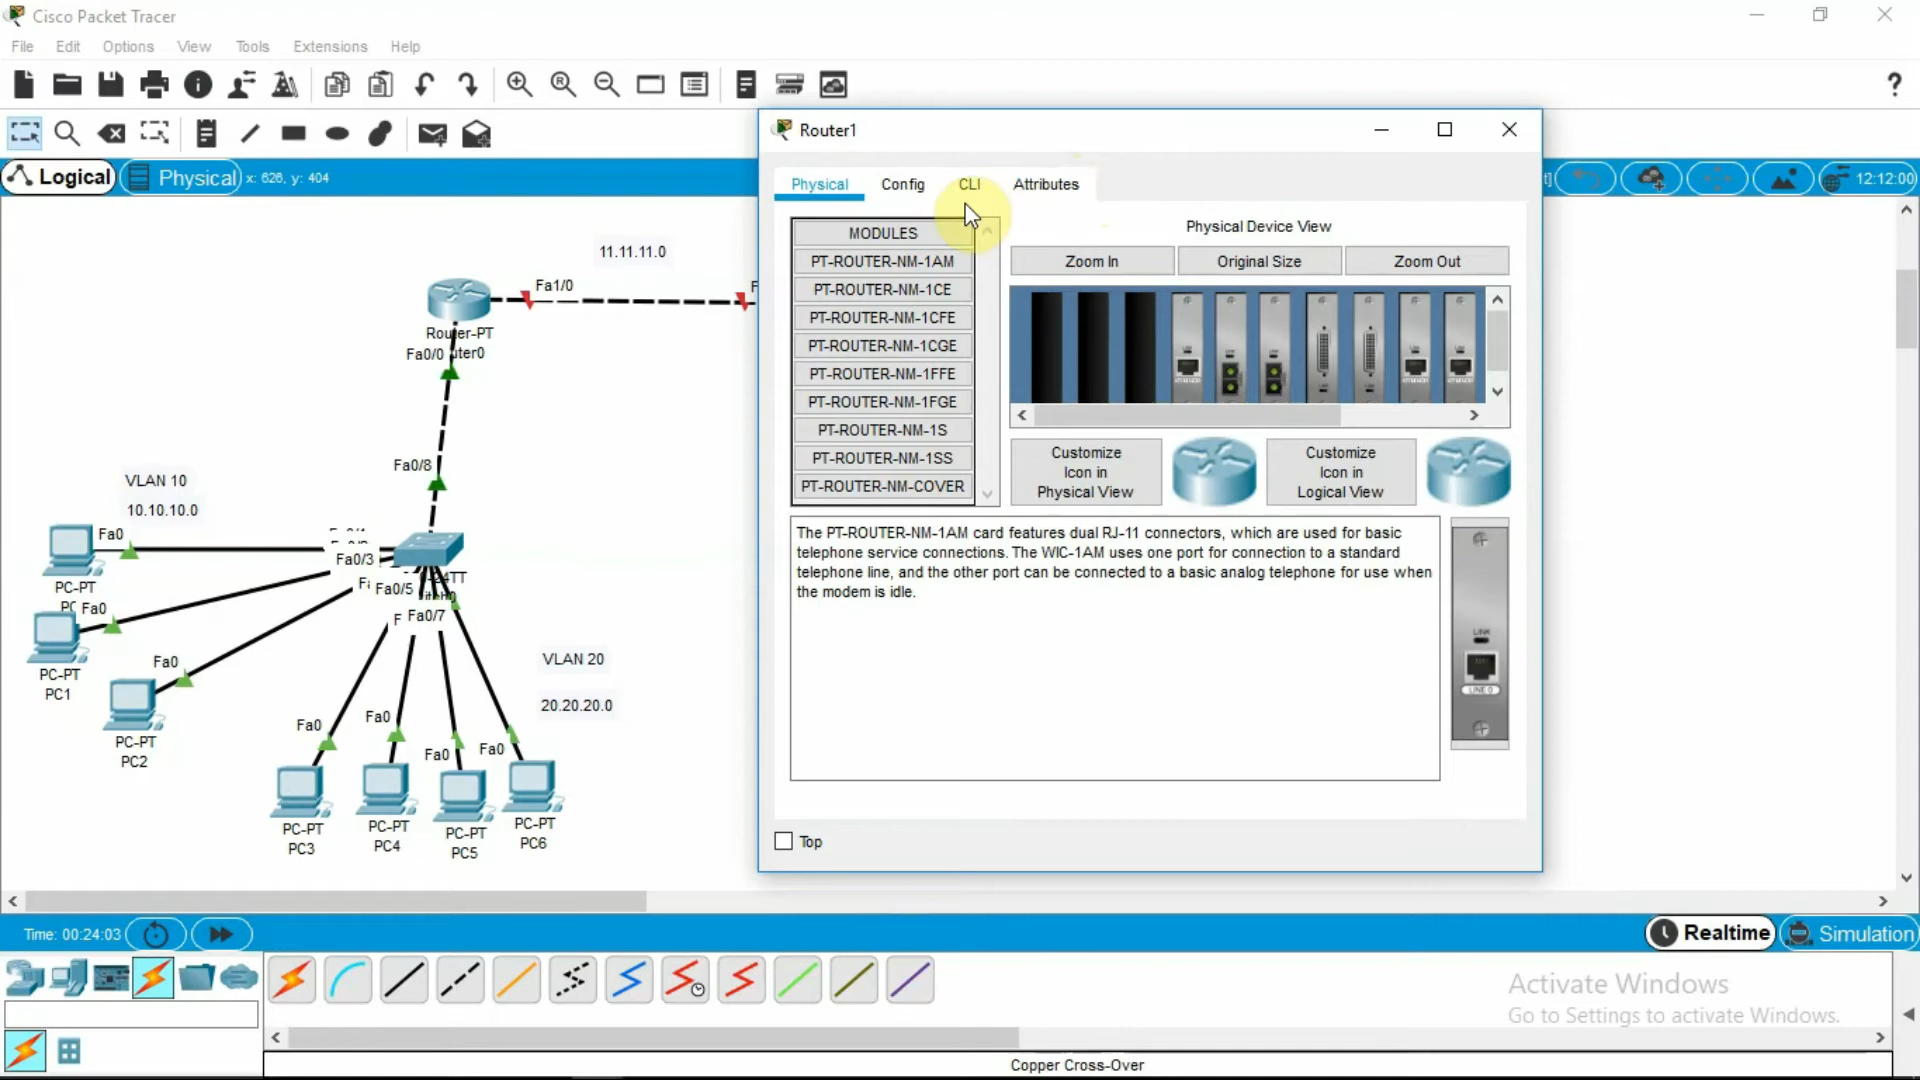 Cisco Packet Tracer
File Edit Options View Tools Extensions Help
Logical Physical x: 626, y: 404
12:12:00
Router1
Physical Config CLI Attributes
MODULES
PT-ROUTER-NM-1AM
PT-ROUTER-NM-1CE
PT-ROUTER-NM-1CFE
PT-ROUTER-NM-1CGE
PT-ROUTER-NM-1FFE
PT-ROUTER-NM-1FGE
PT-ROUTER-NM-1S
PT-ROUTER-NM-1SS
PT-ROUTER-NM-COVER
Physical Device View
Zoom In Original Size Zoom Out
Customize
Icon in
Physical View
Customize
Icon in
Logical View
The PT-ROUTER-NM-1AM card features dual RJ-11 connectors, which are used for basic
telephone service connections. The WIC-1AM uses one port for connection to a standard
telephone line, and the other port can be connected to a basic analog telephone for use when
the modem is idle.
LINK
LINE 0
Top
11.11.11.0
Fa1/0
Router-PT
Fa0/0
Fa0/8
VLAN 10
10.10.10.0
Fa0
PC-PT
Fa0
PC-PT
PC1
Fa0
PC-PT
PC2
Fa0/3
Fa0/5
Fa0/7
VLAN 20
20.20.20.0
Fa0
PC-PT
PC3
Fa0
PC-PT
PC4
Fa0
PC-PT
PC5
Fa0
PC-PT
PC6
Time: 00:24:03
Realtime Simulation
Activate Windows
Go to Settings to activate Windows.
Copper Cross-Over